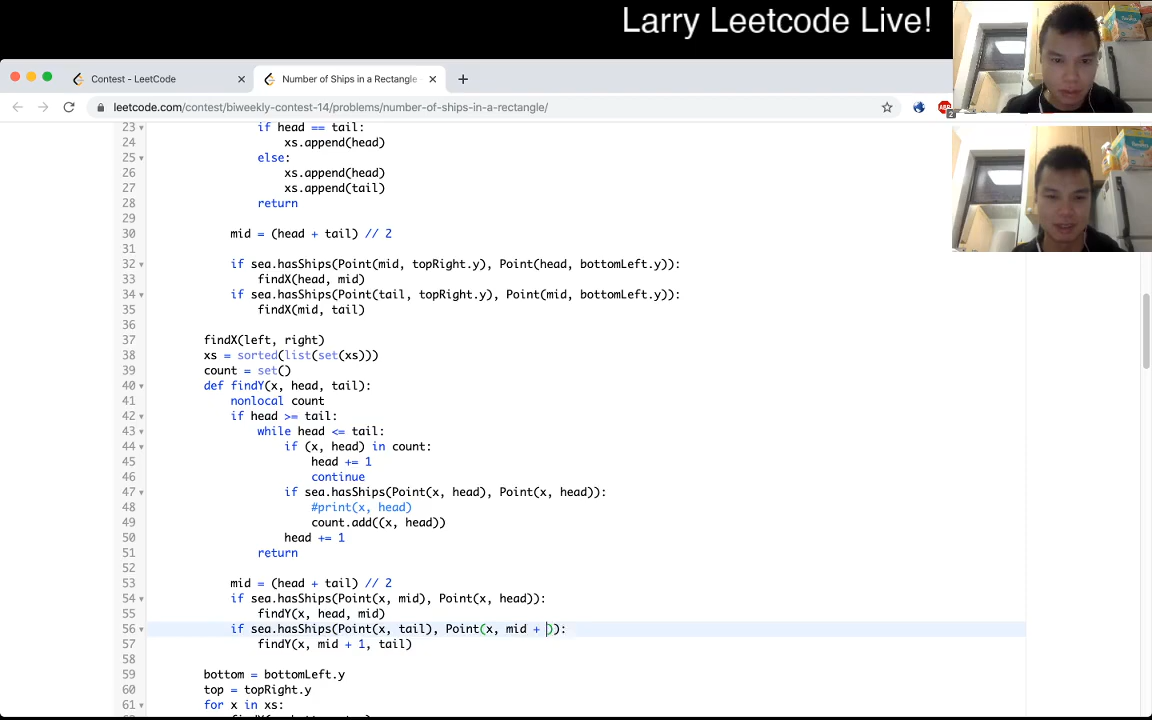 Larry Leetcode Live!
Contest - LeetCode
Number of Ships in a Rectangle
leetcode.com/contest/biweekly-contest-14/problems/number-of-ships-in-a-rectangle/
23 if head == tail:
24 xs.append(head)
25 else:
26 xs.append(head)
27 xs.append(tail)
28 return
29
30 mid = (head + tail) // 2
31
32 if sea.hasShips(Point(mid, topRight.y), Point(head, bottomLeft.y)):
33 findX(head, mid)
34 if sea.hasShips(Point(tail, topRight.y), Point(mid, bottomLeft.y)):
35 findX(mid, tail)
36
37 findX(left, right)
38 xs = sorted(list(set(xs)))
39 count = set()
40 def findY(x, head, tail):
41 nonlocal count
42 if head >= tail:
43 while head <= tail:
44 if (x, head) in count:
45 head += 1
46 continue
47 if sea.hasShips(Point(x, head), Point(x, head)):
48 #print(x, head)
49 count.add((x, head))
50 head += 1
51 return
52
53 mid = (head + tail) // 2
54 if sea.hasShips(Point(x, mid), Point(x, head)):
55 findY(x, head, mid)
56 if sea.hasShips(Point(x, tail), Point(x, mid + )):
57 findY(x, mid + 1, tail)
58
59 bottom = bottomLeft.y
60 top = topRight.y
61 for x in xs: